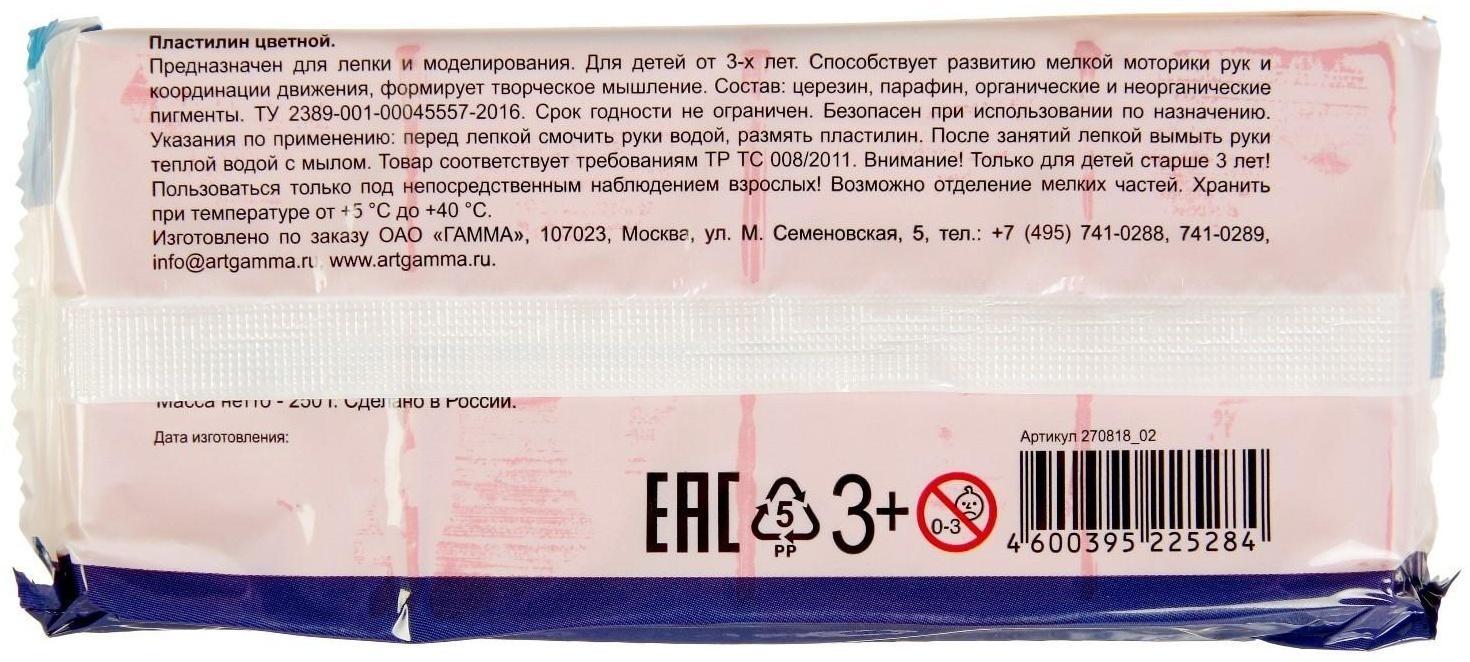 Пластилин цветной.
Предназначен для лепки и моделирования. Для детей от 3-х лет. Способствует развитию мелкой моторики рук и
координации движения, формирует творческое мышление. Состав: церезин, парафин, органические и неорганические
пигменты. ТУ 2389-001-00045557-2016. Срок годности не ограничен. Безопасен при использовании по назначению.
Указания по применению: перед лепкой смочить руки водой, размять пластилин. После занятий лепкой вымыть руки
теплой водой с мылом. Товар соответствует требованиям ТР ТС 008/2011. Внимание! Только для детей старше 3 лет!
Пользоваться только под непосредственным наблюдением взрослых! Возможно отделение мелких частей. Хранить
при температуре от +5 °С до +40 °С.
Изготовлено по заказу ОАО «ГАММА», 107023, Москва, ул. М. Семеновская, 5, тел.: +7 (495) 741-0288, 741-0289,
info@artgamma.ru, www.artgamma.ru.
Масса нетто - 250 г. Сделано в России.
Дата изготовления:
Артикул 270818_02
ЕАС 5 PP 3+ 0-3
4 600395 225284